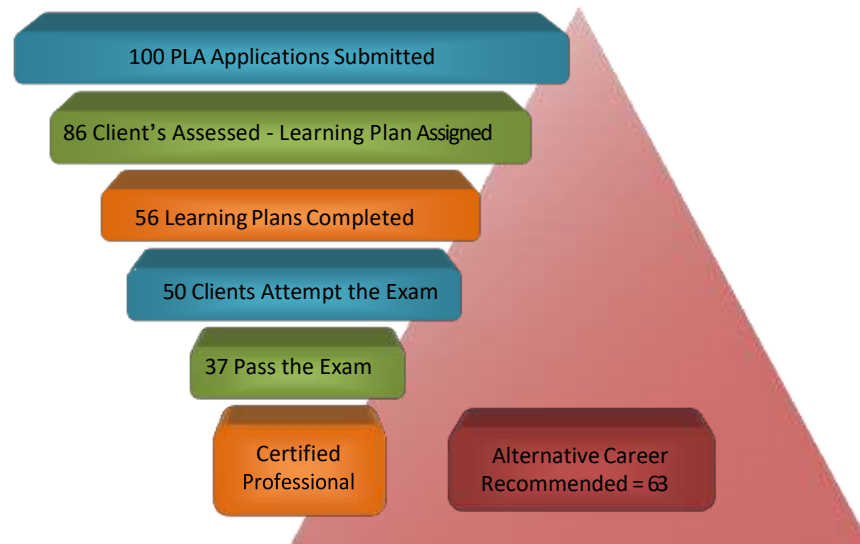 100 PLA Applications Submitted
86 Client’s Assessed - Learning Plan Assigned
56 Learning Plans Completed
50 Clients Attempt the Exam
37 Pass the Exam
Certified
Professional
Alternative Career
Recommended = 63